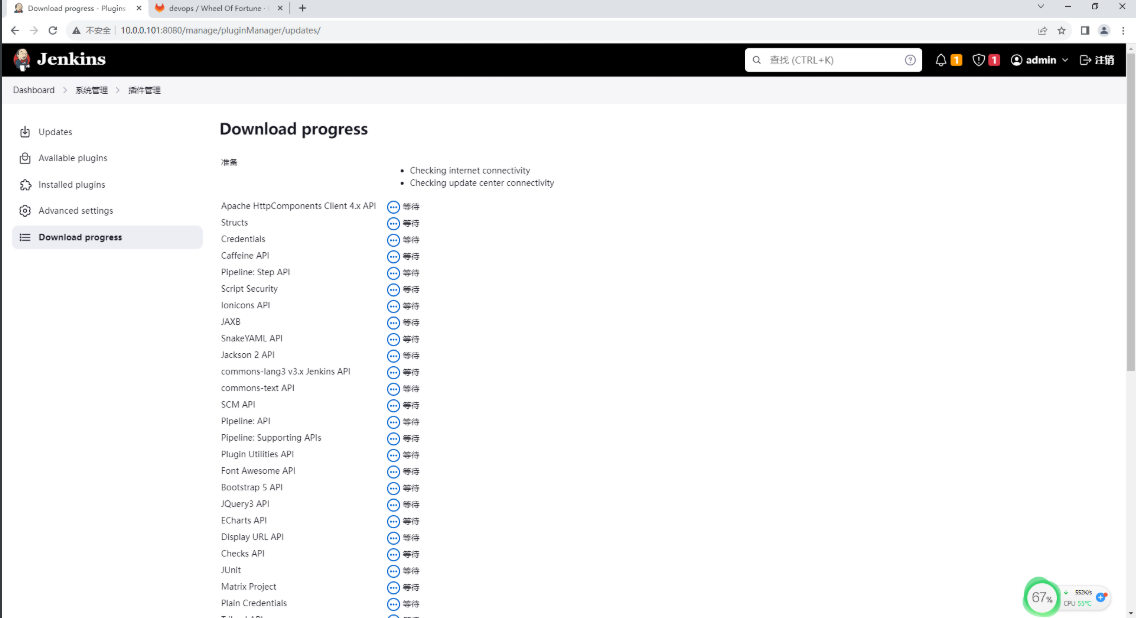 Download progress - Plugins
devops / Wheel Of Fortune ·
不安全 | 10.0.0.101:8080/manage/pluginManager/updates/
Jenkins
查找 (CTRL+K)
1
1
admin
注销
Dashboard
系统管理
插件管理
Updates
Available plugins
Installed plugins
Advanced settings
Download progress
Download progress
准备
Checking internet connectivity
Checking update center connectivity
Apache HttpComponents Client 4.x API 等待
Structs 等待
Credentials 等待
Caffeine API 等待
Pipeline: Step API 等待
Script Security 等待
Ionicons API 等待
JAXB 等待
SnakeYAML API 等待
Jackson 2 API 等待
commons-lang3 v3.x Jenkins API 等待
commons-text API 等待
SCM API 等待
Pipeline: API 等待
Pipeline: Supporting APIs 等待
Plugin Utilities API 等待
Font Awesome API 等待
Bootstrap 5 API 等待
JQuery3 API 等待
ECharts API 等待
Display URL API 等待
Checks API 等待
JUnit 等待
Matrix Project 等待
Plain Credentials 等待
67%
CPU 55℃